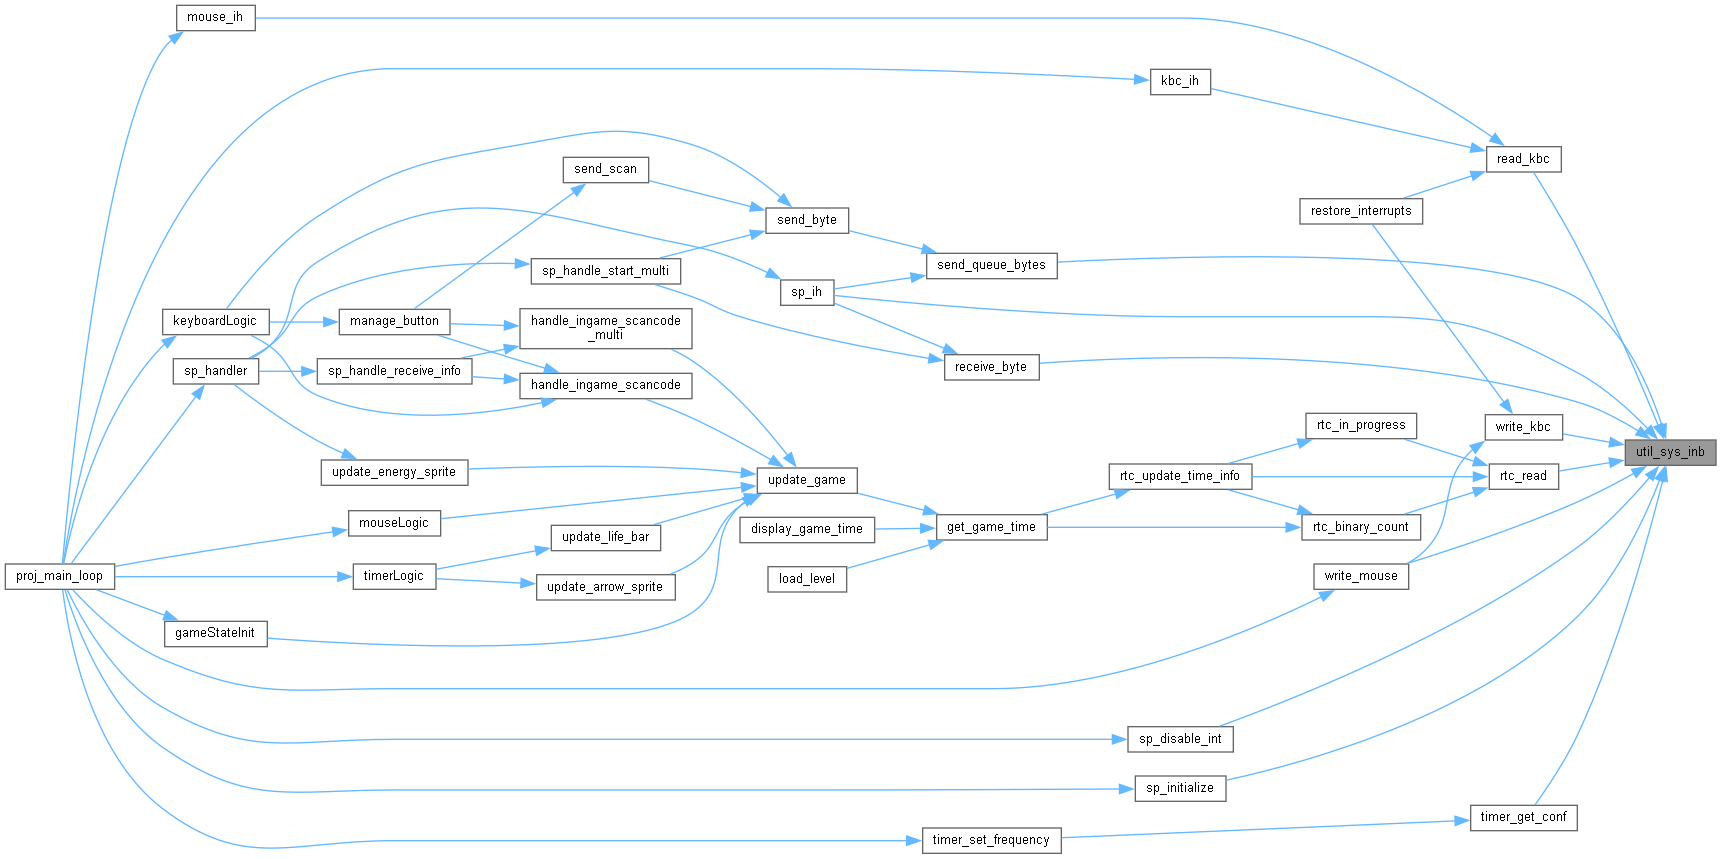 mouse_ih
kbc_ih
read_kbc
send_scan
restore_interrupts
send_byte
send_queue_bytes
sp_handle_start_multi
sp_ih
keyboardLogic
manage_button
handle_ingame_scancode
_multi
sp_handler
sp_handle_receive_info
receive_byte
handle_ingame_scancode
rtc_in_progress
write_kbc
util_sys_inb
update_energy_sprite
update_game
rtc_update_time_info
rtc_read
mouseLogic
update_life_bar
display_game_time
get_game_time
rtc_binary_count
proj_main_loop
timerLogic
update_arrow_sprite
load_level
write_mouse
gameStateInit
sp_disable_int
sp_initialize
timer_get_conf
timer_set_frequency